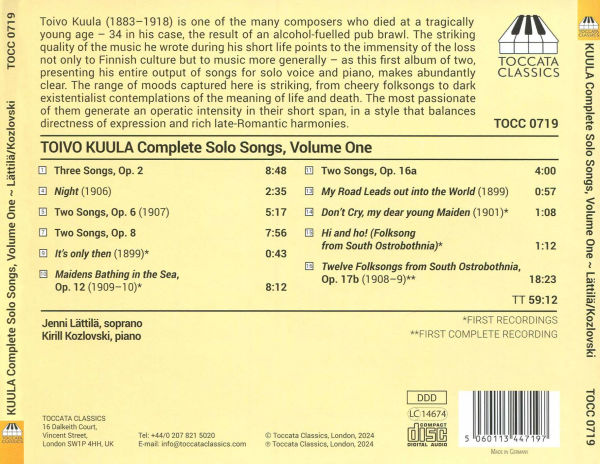 KUULA Complete Solo Songs, Volume One ~ Lättilä/Kozlovski
TOCC 0719
Toivo Kuula (1883–1918) is one of the many composers who died at a tragically
young age – 34 in his case, the result of an alcohol-fuelled pub brawl. The striking
quality of the music he wrote during his short life points to the immensity of the loss
not only to Finnish culture but to music more generally – as this first album of two,
presenting his entire output of songs for solo voice and piano, makes abundantly
clear. The range of moods captured here is striking, from cheery folksongs to dark
existentialist contemplations of the meaning of life and death. The most passionate
of them generate an operatic intensity in their short span, in a style that balances
directness of expression and rich late-Romantic harmonies.
TOCCATA
CLASSICS
TOCC 0719
TOIVO KUULA Complete Solo Songs, Volume One
1 Three Songs, Op. 2 8:48
4 Night (1906) 2:35
5 Two Songs, Op. 6 (1907) 5:17
7 Two Songs, Op. 8 7:56
9 It's only then (1899)* 0:43
10 Maidens Bathing in the Sea,
Op. 12 (1909–10)* 8:12
11 Two Songs, Op. 16a 4:00
13 My Road Leads out into the World (1899) 0:57
14 Don't Cry, my dear young Maiden (1901)* 1:08
15 Hi and ho! (Folksong
from South Ostrobothnia)* 1:12
16 Twelve Folksongs from South Ostrobothnia,
Op. 17b (1908–9)** 18:23
TT 59:12
Jenni Lättilä, soprano
Kirill Kozlovski, piano
*FIRST RECORDINGS
**FIRST COMPLETE RECORDING
TOCCATA CLASSICS
16 Dalkeith Court,
Vincent Street,
London SW1P 4HH, UK
Tel: +44/0 207 821 5020
E-mail: info@toccataclassics.com
℗ Toccata Classics, London, 2024
© Toccata Classics, London, 2024
DDD
LC 14674
COMPACT
disc
DIGITAL AUDIO
5 060113 447197
Made in Germany
KUULA Complete Solo Songs, Volume One ~ Lättilä/Kozlovski
TOCC 0719
TOCCATA
CLASSICS
TOCCATA
CLASSICS